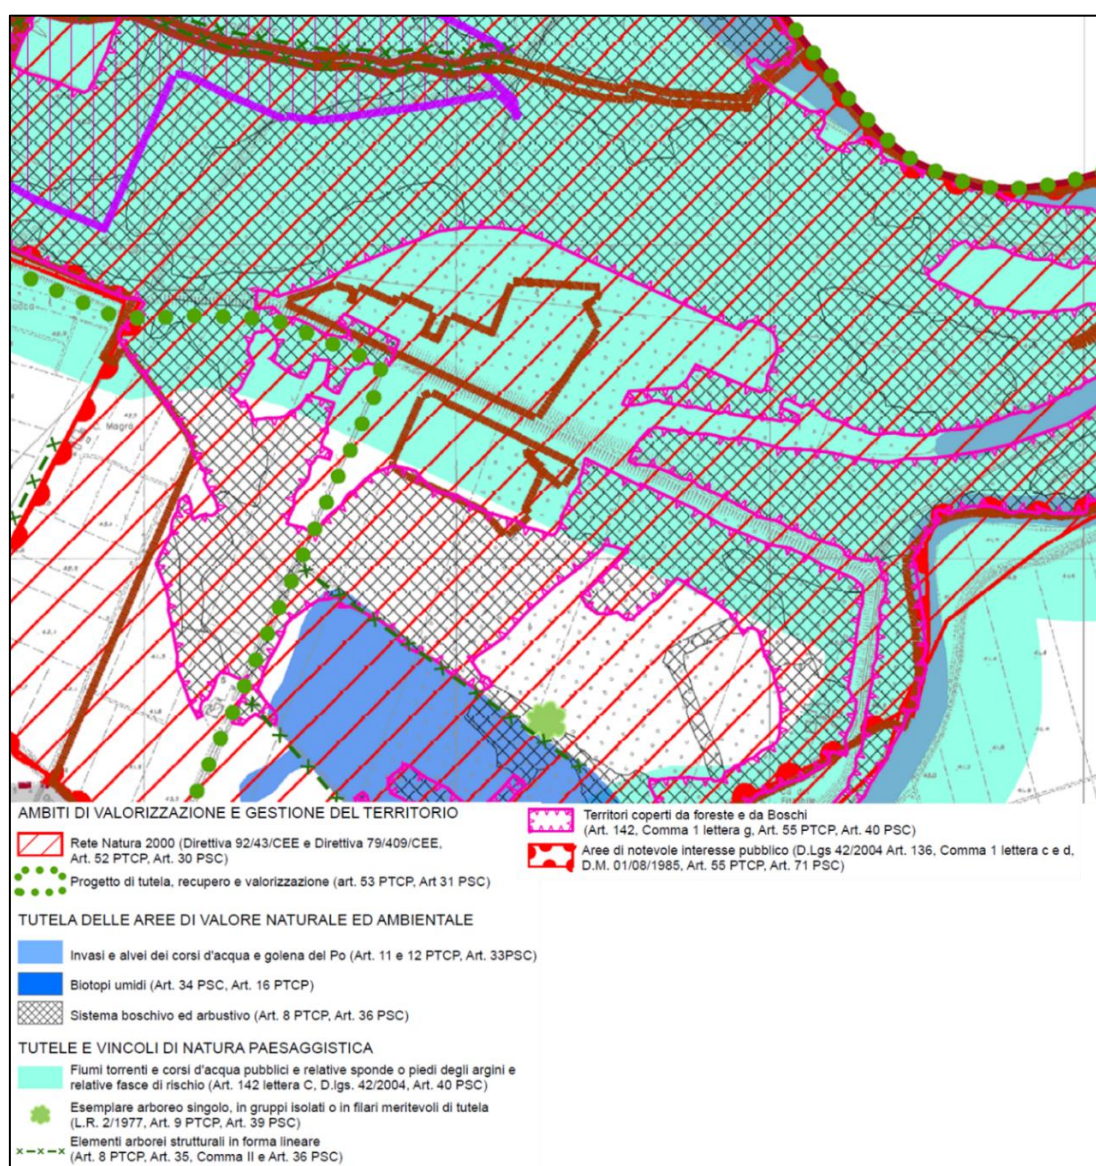 Magrò
AMBITI DI VALORIZZAZIONE E GESTIONE DEL TERRITORIO
Rete Natura 2000 (Direttiva 92/43/CEE e Direttiva 79/409/CEE,
Art. 52 PTCP, Art. 30 PSC)
Progetto di tutela, recupero e valorizzazione (art. 53 PTCP, Art 31 PSC)
TUTELA DELLE AREE DI VALORE NATURALE ED AMBIENTALE
Invasi e alvei dei corsi d'acqua e golena del Po (Art. 11 e 12 PTCP, Art. 33PSC)
Biotopi umidi (Art. 34 PSC, Art. 16 PTCP)
Sistema boschivo ed arbustivo (Art. 8 PTCP, Art. 36 PSC)
TUTELE E VINCOLI DI NATURA PAESAGGISTICA
Fiumi torrenti e corsi d'acqua pubblici e relative sponde o piedi degli argini e
relative fasce di rischio (Art. 142 lettera C, D.lgs. 42/2004, Art. 40 PSC)
Esemplare arboreo singolo, in gruppi isolati o in filari meritevoli di tutela
(L.R. 2/1977, Art. 9 PTCP, Art. 39 PSC)
Elementi arborei strutturali in forma lineare
(Art. 8 PTCP, Art. 35, Comma II e Art. 36 PSC)
Territori coperti da foreste e da Boschi
(Art. 142, Comma 1 lettera g, Art. 55 PTCP, Art. 40 PSC)
Aree di notevole interesse pubblico (D.Lgs 42/2004 Art. 136, Comma 1 lettera c e d,
D.M. 01/08/1985, Art. 55 PTCP, Art. 71 PSC)